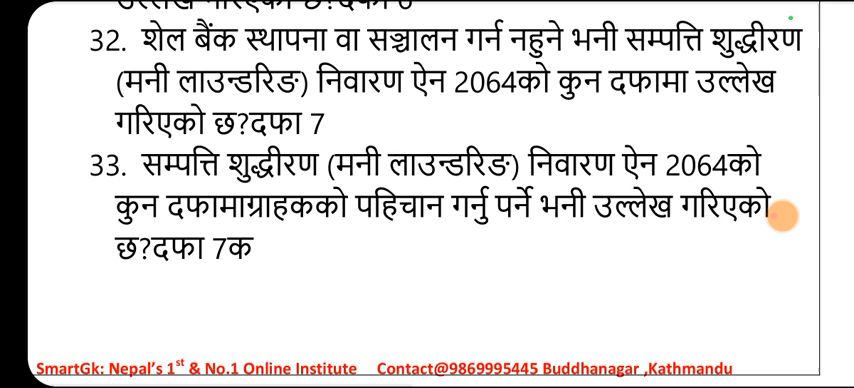 32. शेल बैंक स्थापना वा सञ्चालन गर्न नहुने भनी सम्पत्ति शुद्धीरण
(मनी लाउन्डरिङ) निवारण ऐन 2064को कुन दफामा उल्लेख
गरिएको छ?दफा 7
33. सम्पत्ति शुद्धीरण (मनी लाउन्डरिङ) निवारण ऐन 2064को
कुन दफामाग्राहकको पहिचान गर्नु पर्ने भनी उल्लेख गरिएको
छ?दफा 7क
SmartGk: Nepal's 1st & No.1 Online Institute Contact@9869995445 Buddhanagar ,Kathmandu